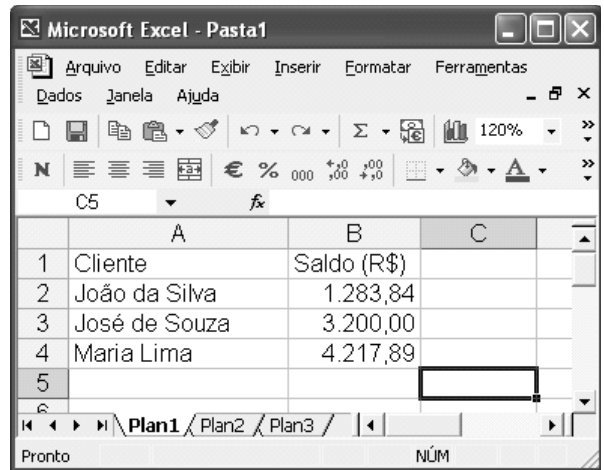 Microsoft Excel - Pasta1
Arquivo Editar Exibir Inserir Formatar Ferramentas
Dados Janela Ajuda
Σ 120% »
N € % 000 ,00 ,00 A »
C5 fx
A B C
1 Cliente Saldo (R$)
2 João da Silva 1.283,84
3 José de Souza 3.200,00
4 Maria Lima 4.217,89
5
Plan1 / Plan2 / Plan3 /
Pronto NÚM